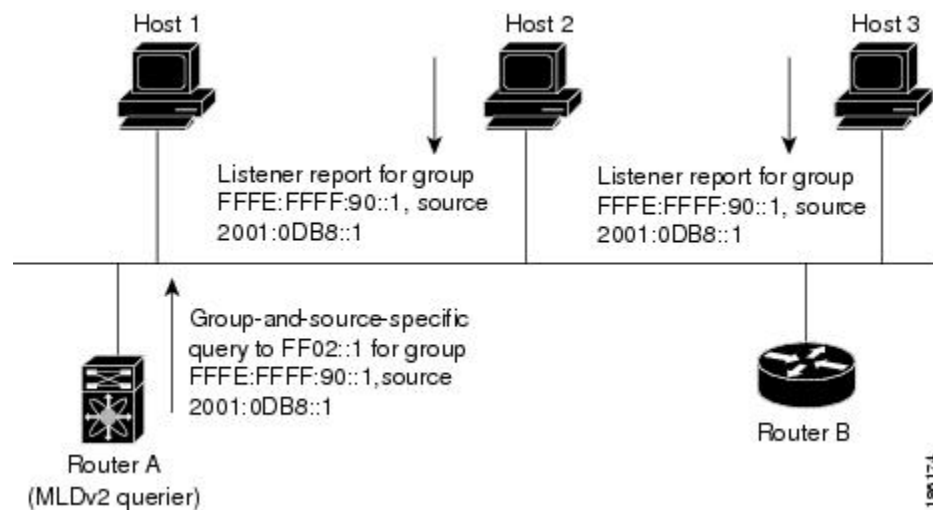 Host 1
Host 2
Host 3
Listener report for group
FFFE:FFFF:90::1, source
2001:0DB8::1
Listener report for group
FFFE:FFFF:90::1, source
2001:0DB8::1
Group-and-source-specific
query to FF02::1 for group
FFFE:FFFF:90::1,source
2001:0DB8::1
Router A
(MLDv2 querier)
Router B